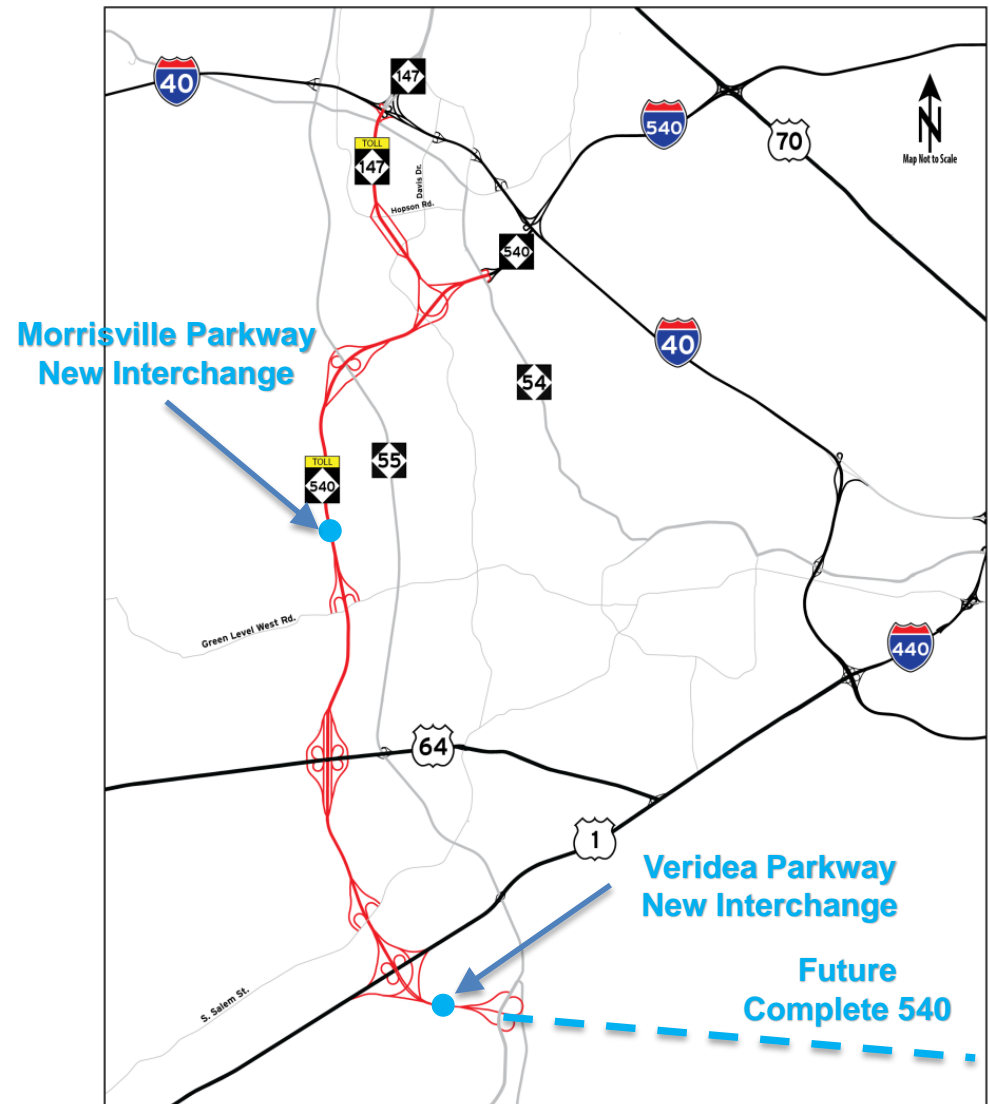 147
40
TOLL
147
Davis Dr.
Hopson Rd.
540
70
N
Map Not to Scale
540
Morrisville Parkway
New Interchange
40
54
55
TOLL
540
Green Level West Rd.
440
64
1
Veridea Parkway
New Interchange
Future
Complete 540
S. Salem St.